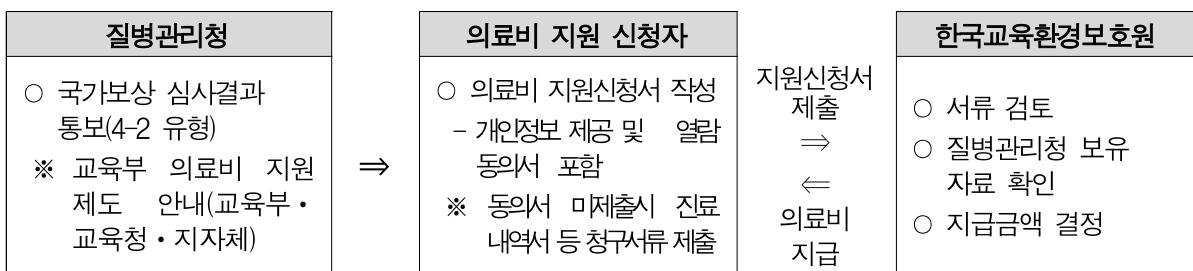 질병관리청
○ 국가보상 심사결과
통보(4-2 유형)
※ 교육부 의료비 지원
제도 안내(교육부・
교육청・지자체)
⇒
의료비 지원 신청자
○ 의료비 지원신청서 작성
- 개인정보 제공 및 열람
동의서 포함
※ 동의서 미제출시 진료
내역서 등 청구서류 제출
지원신청서
제출
⇒
⇐
의료비
지급
한국교육환경보호원
○ 서류 검토
○ 질병관리청 보유
자료 확인
○ 지급금액 결정